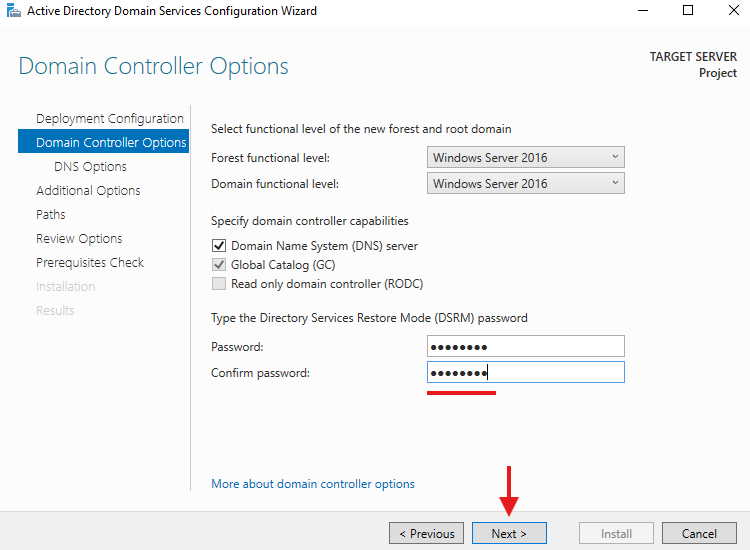 Active Directory Domain Services Configuration Wizard
Domain Controller Options
TARGET SERVER
Project
Deployment Configuration
Domain Controller Options
DNS Options
Additional Options
Paths
Review Options
Prerequisites Check
Installation
Results
Select functional level of the new forest and root domain
Forest functional level: Windows Server 2016
Domain functional level: Windows Server 2016
Specify domain controller capabilities
Domain Name System (DNS) server
Global Catalog (GC)
Read only domain controller (RODC)
Type the Directory Services Restore Mode (DSRM) password
Password: ●●●●●●●●
Confirm password: ●●●●●●●●
More about domain controller options
< Previous Next > Install Cancel